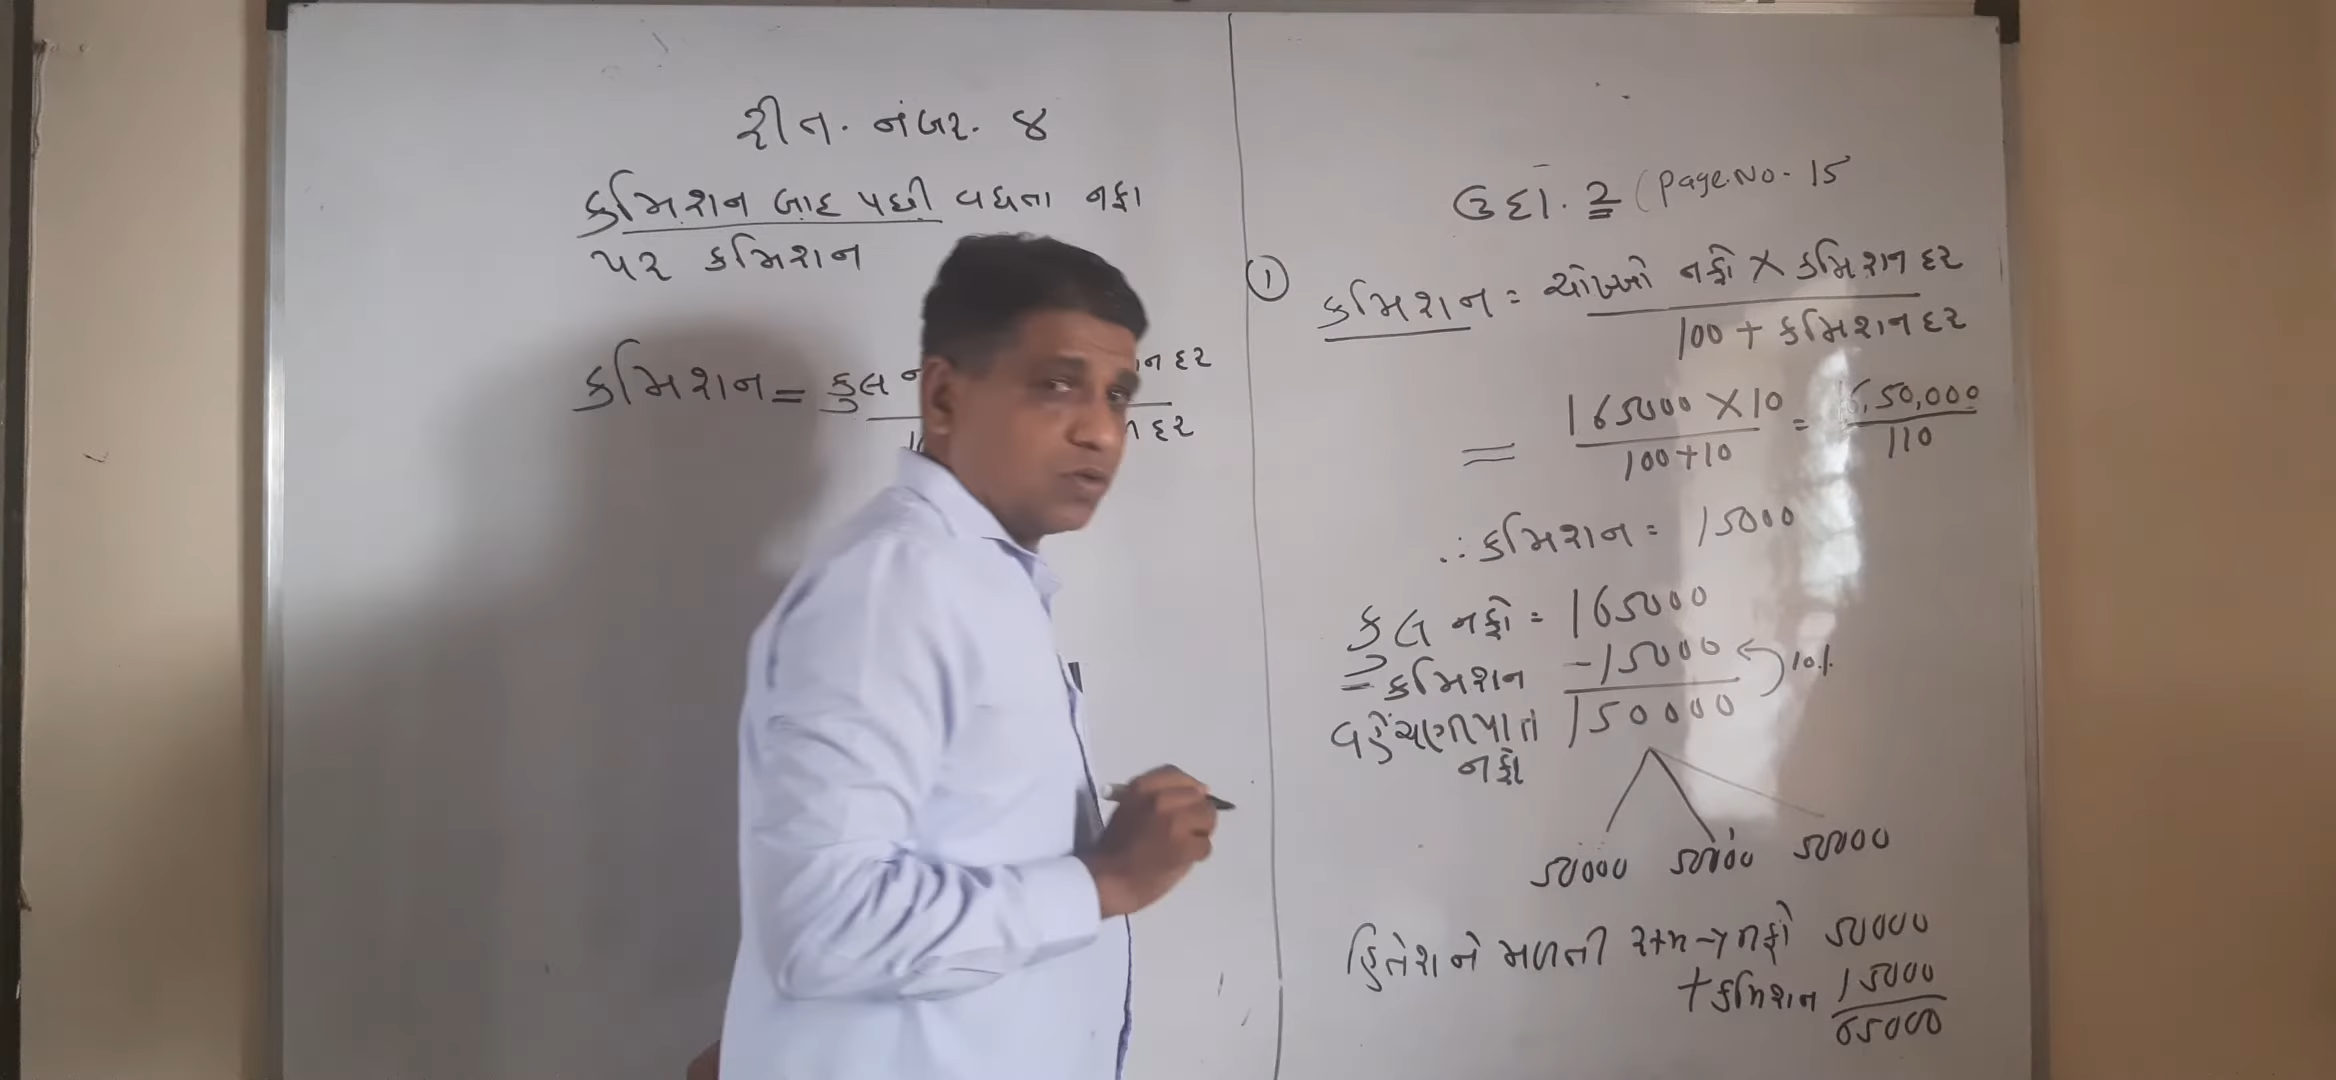 રીત. નંબર. ૪
કમિશન બાદ પછી વધતા નફા
પર કમિશન
કમિશન = કુલ ન
ન દર
ન દર
ઉદા. 2 (Page.No - 15
① કમિશન = ચોખ્ખો નફો X કમિશન દર
100 + કમિશન દર
= 165000 X 10 = 16,50,000
100+10 110
∴ કમિશન = 15000
કુલ નફો = 165000
= કમિશન - 15000 10%
વહેંચણીપાત્ર 150000
નફો
50000 50000 50000
હિતેશને મળતી રકમ → નફો 50000
+ કમિશન 15000
65000